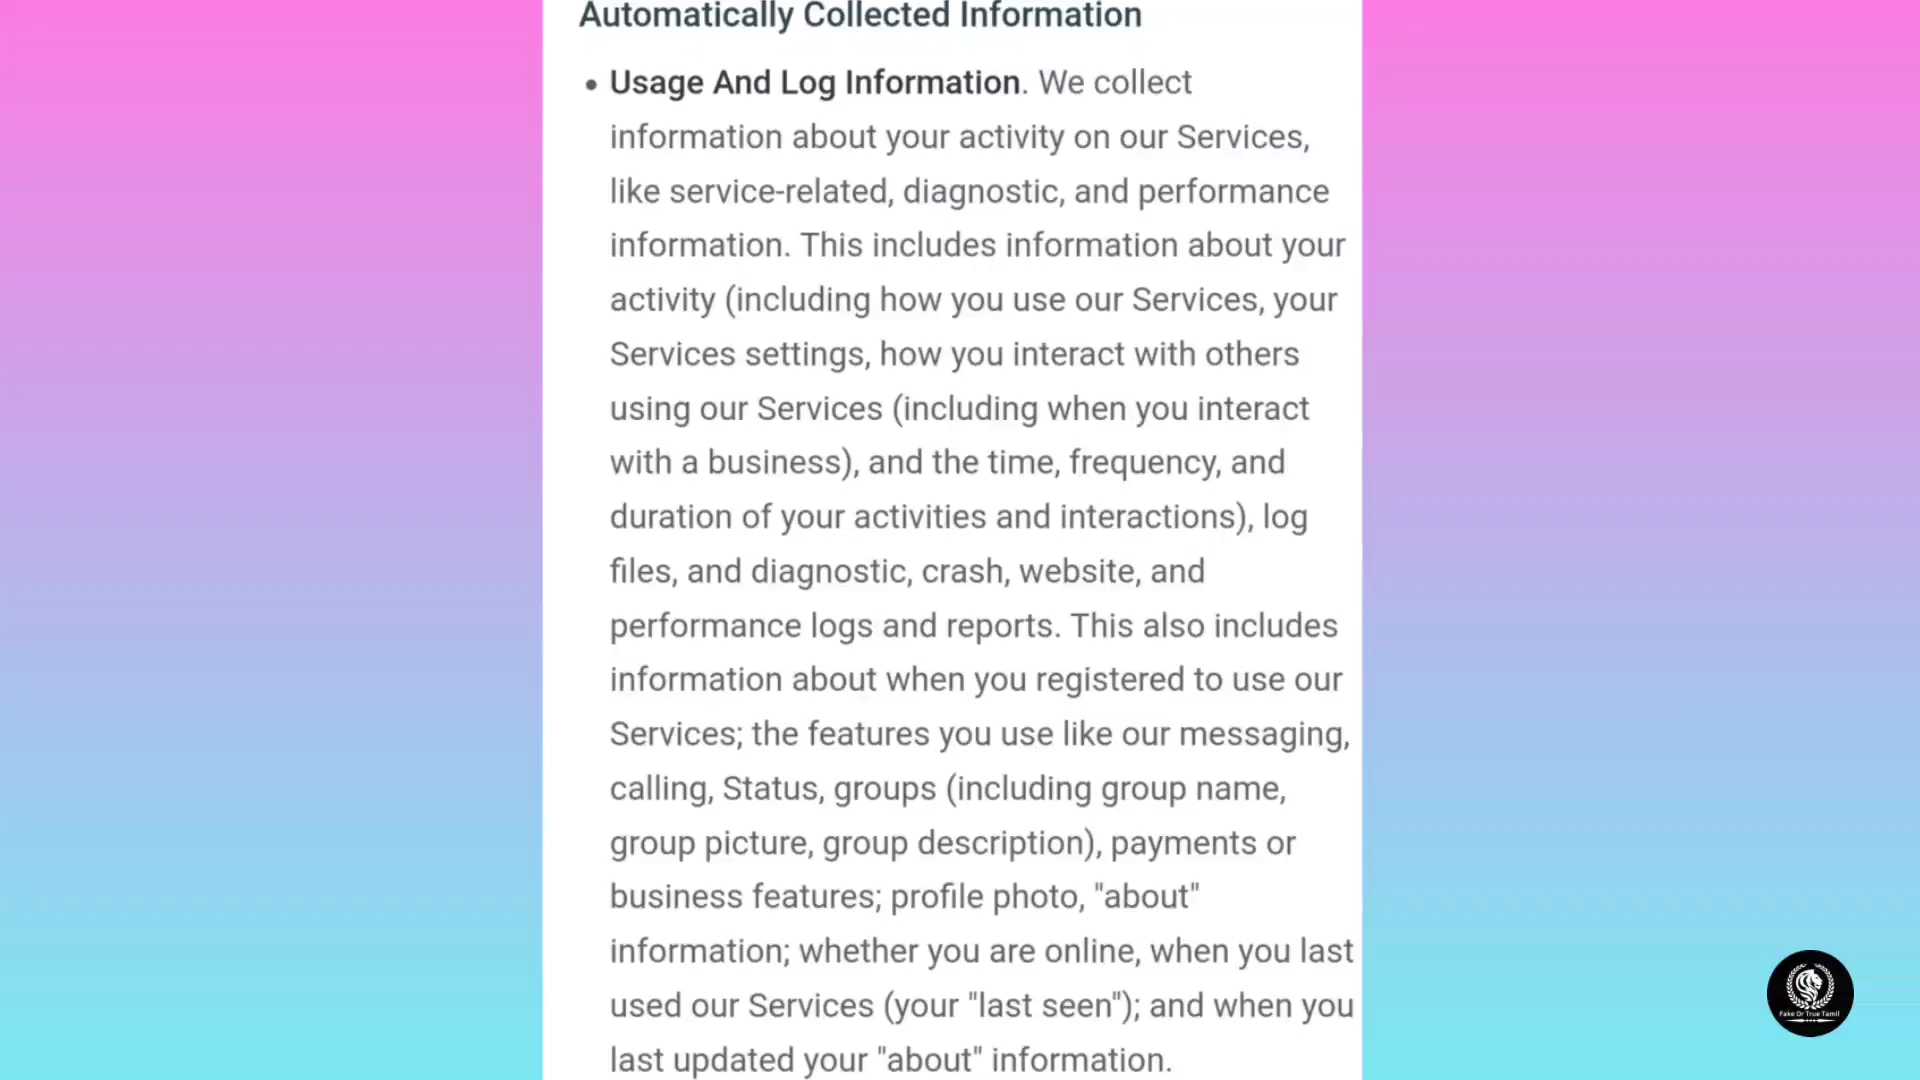 Automatically Collected Information
• Usage And Log Information. We collect
information about your activity on our Services,
like service-related, diagnostic, and performance
information. This includes information about your
activity (including how you use our Services, your
Services settings, how you interact with others
using our Services (including when you interact
with a business), and the time, frequency, and
duration of your activities and interactions), log
files, and diagnostic, crash, website, and
performance logs and reports. This also includes
information about when you registered to use our
Services; the features you use like our messaging,
calling, Status, groups (including group name,
group picture, group description), payments or
business features; profile photo, "about"
information; whether you are online, when you last
used our Services (your "last seen"); and when you
last updated your "about" information.
Fake Or True Tamil